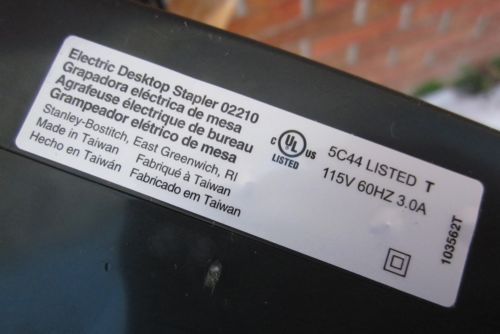 Electric Desktop Stapler 02210
Grapadora eléctrica de mesa
Agrafeuse électrique de bureau
Grampeador elétrico de mesa
Stanley-Bostitch, East Greenwich, RI
Made in Taiwan Fabriqué à Taiwan
Hecho en Taiwán Fabricado em Taiwan
C UL US
LISTED
5C44 LISTED T
115V 60HZ 3.0A
103562T